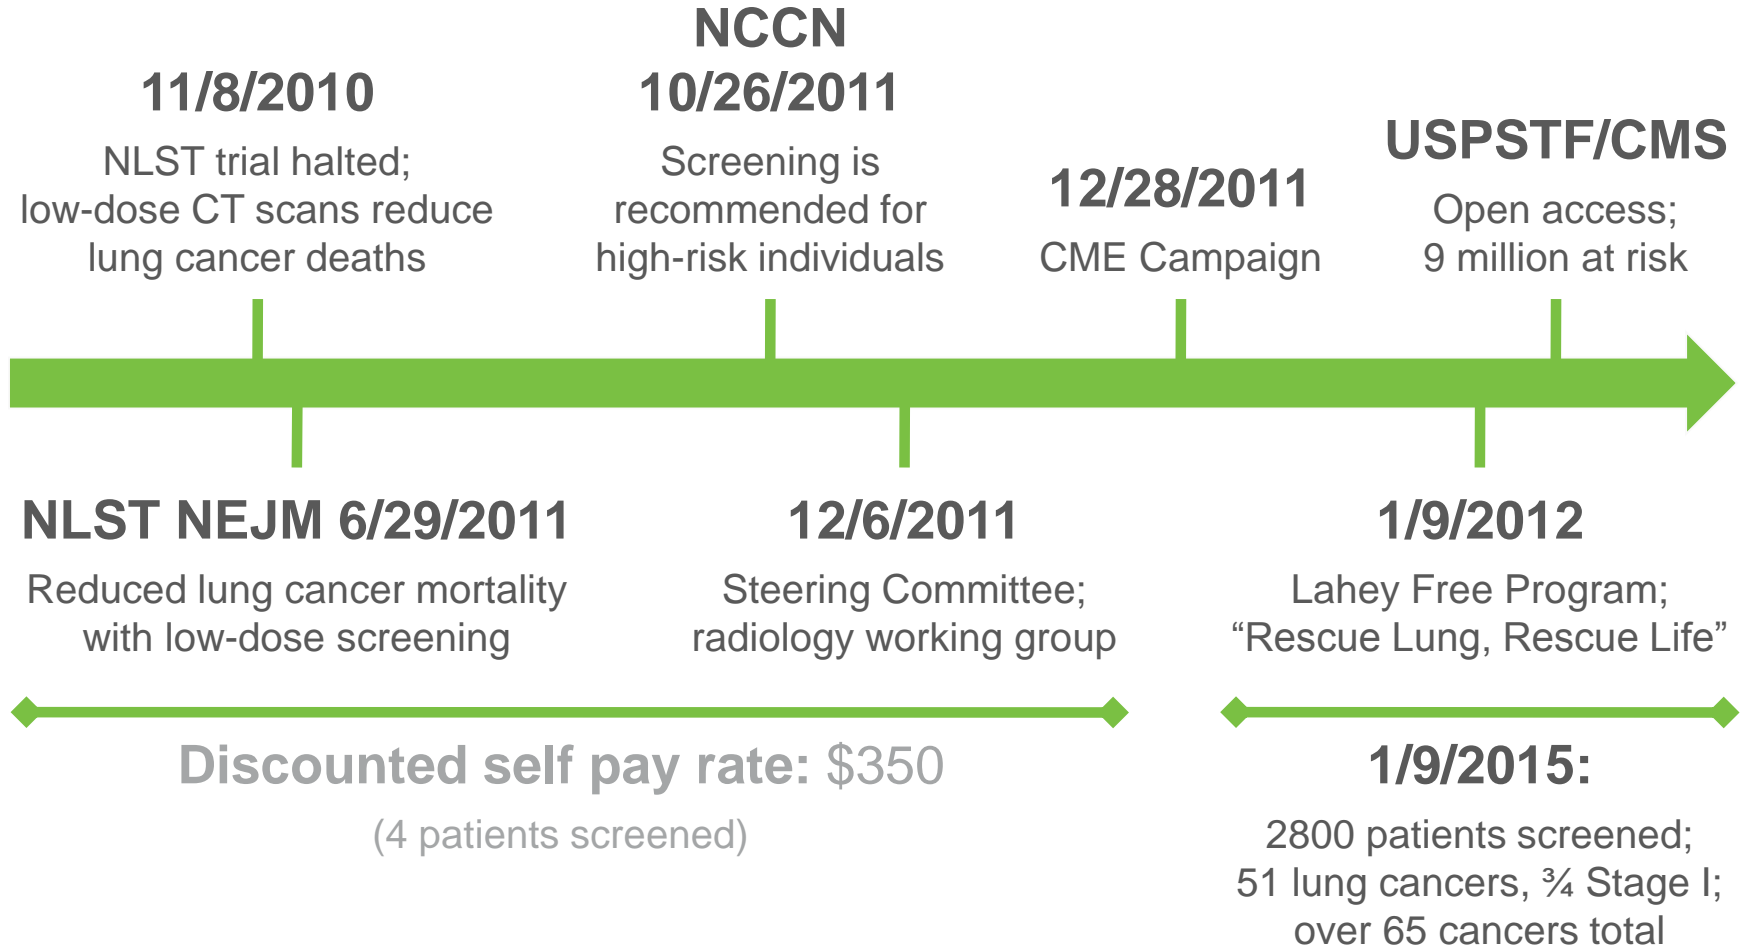 11/8/2010
NLST trial halted;
low-dose CT scans reduce
lung cancer deaths
NCCN
10/26/2011
Screening is
recommended for
high-risk individuals
12/28/2011
CME Campaign
USPSTF/CMS
Open access;
9 million at risk
NLST NEJM 6/29/2011
Reduced lung cancer mortality
with low-dose screening
12/6/2011
Steering Committee;
radiology working group
1/9/2012
Lahey Free Program;
“Rescue Lung, Rescue Life”
Discounted self pay rate: $350
(4 patients screened)
1/9/2015:
2800 patients screened;
51 lung cancers, ¾ Stage I;
over 65 cancers total